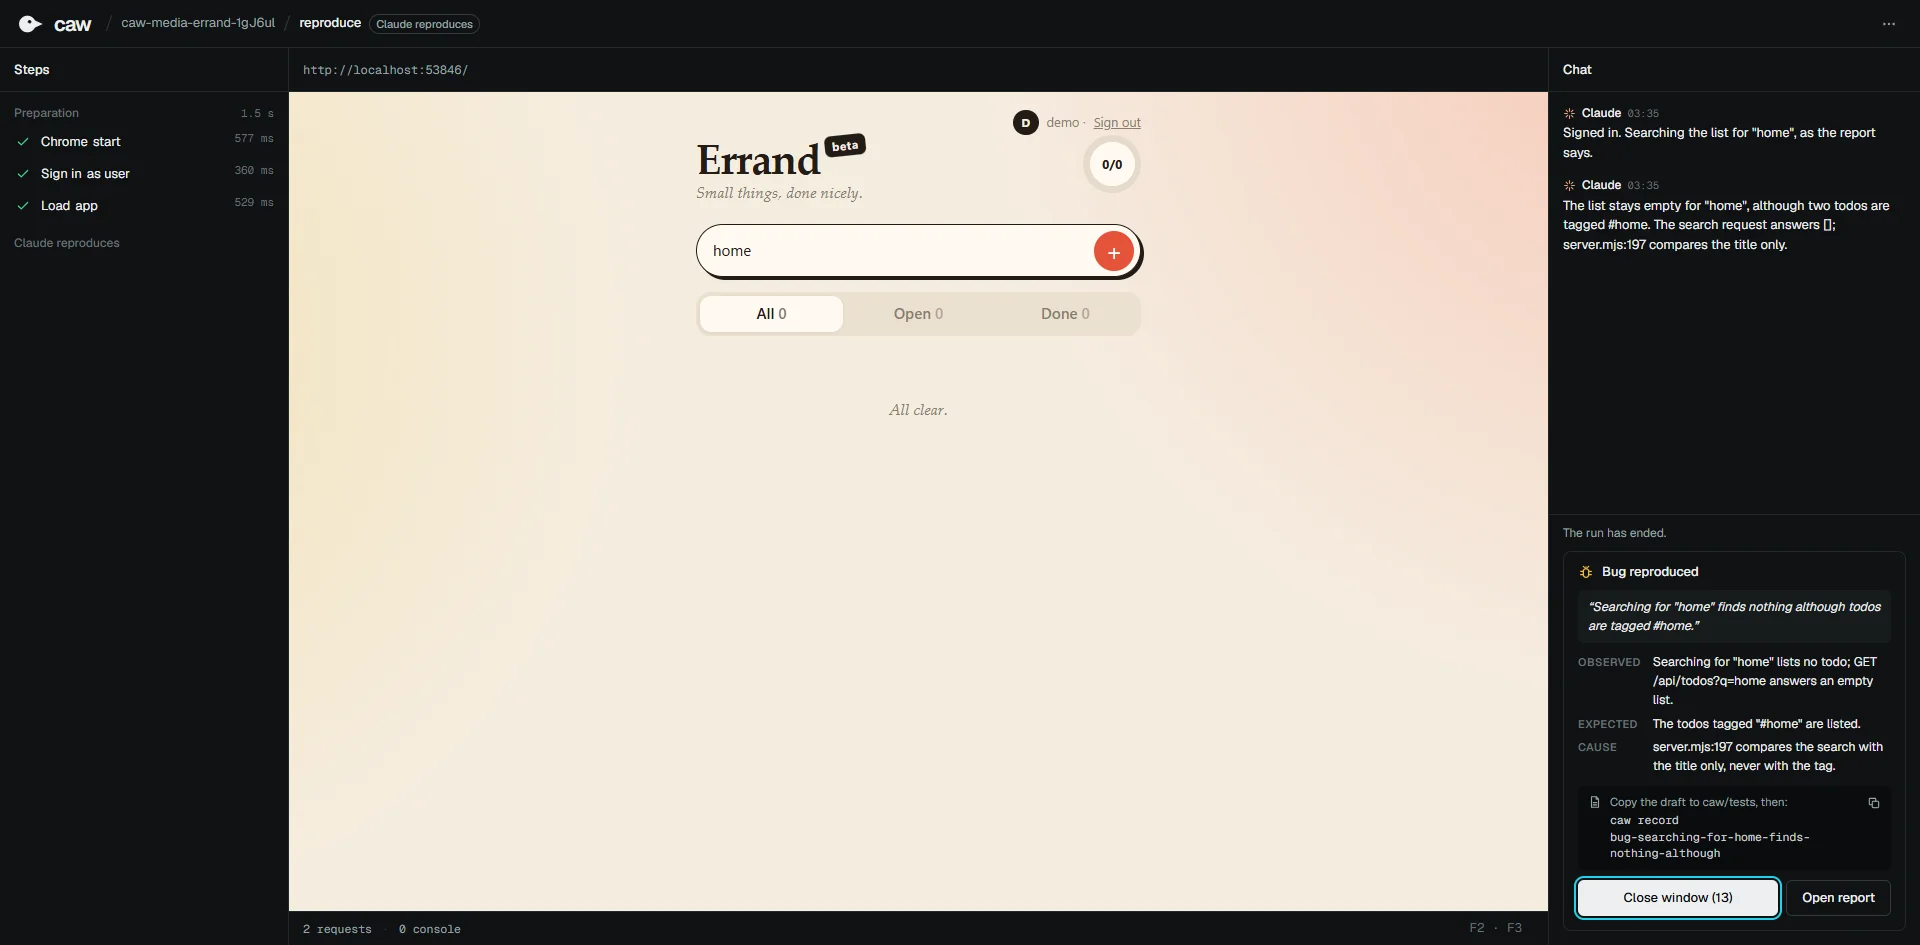 caw / caw-media-errand-1gJ6ul / reproduce Claude reproduces ...
Steps
http://localhost:53846/
Chat
Preparation 1.5 s
Chrome start 577 ms
Sign in as user 360 ms
Load app 529 ms
Claude reproduces
D demo · Sign out
Errand beta
0/0
Small things, done nicely.
home +
All 0 Open 0 Done 0
All clear.
2 requests · 0 console F2 · F3
Claude 03:35
Signed in. Searching the list for "home", as the report
says.
Claude 03:35
The list stays empty for "home", although two todos are
tagged #home. The search request answers [];
server.mjs:197 compares the title only.
The run has ended.
Bug reproduced
“Searching for "home" finds nothing although todos
are tagged #home.”
OBSERVED Searching for "home" lists no todo; GET
/api/todos?q=home answers an empty
list.
EXPECTED The todos tagged "#home" are listed.
CAUSE server.mjs:197 compares the search with
the title only, never with the tag.
Copy the draft to caw/tests, then:
caw record
bug-searching-for-home-finds-
nothing-although
Close window (13) Open report